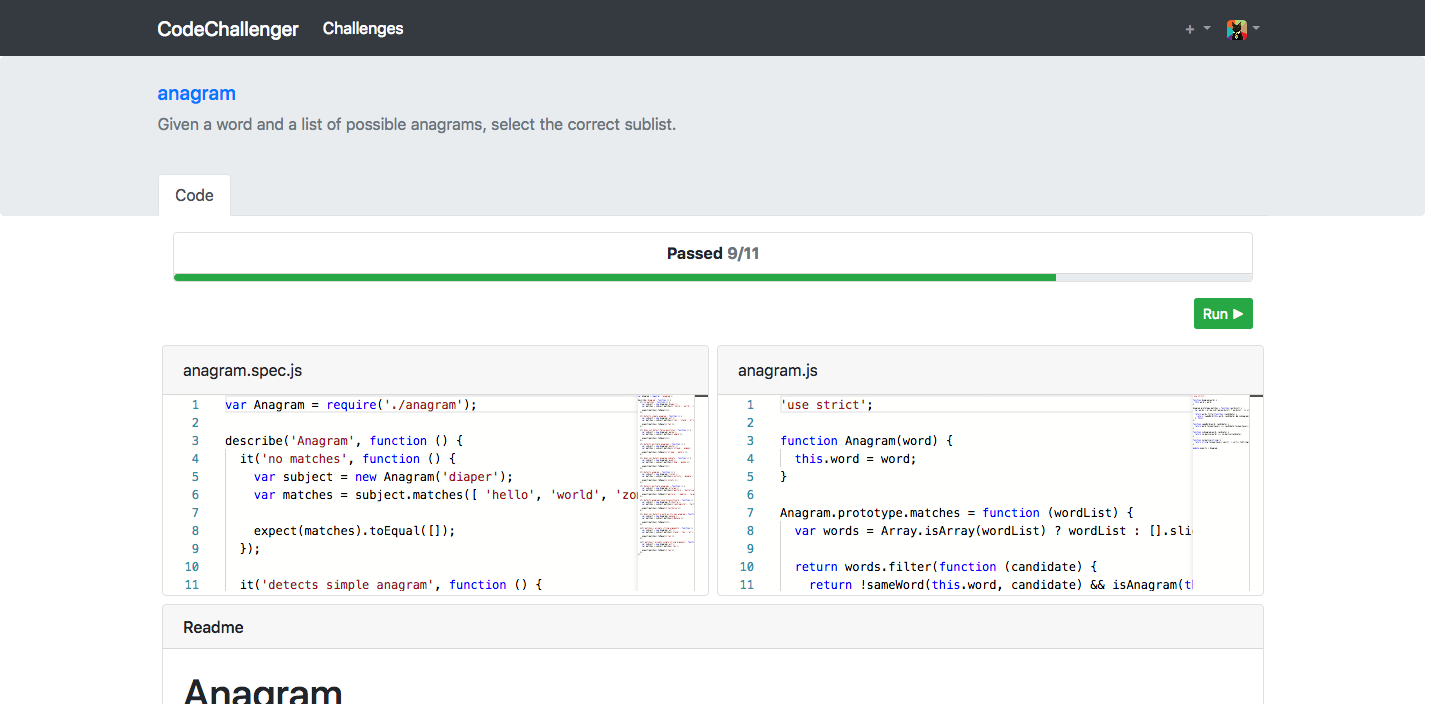 CodeChallenger Challenges +
anagram
Given a word and a list of possible anagrams, select the correct sublist.
Code
Passed 9/11
Run
anagram.spec.js
1 var Anagram = require('./anagram');
2
3 describe('Anagram', function () {
4 it('no matches', function () {
5 var subject = new Anagram('diaper');
6 var matches = subject.matches([ 'hello', 'world', 'zo
7
8 expect(matches).toEqual([]);
9 });
10
11 it('detects simple anagram', function () {
anagram.js
1 'use strict';
2
3 function Anagram(word) {
4 this.word = word;
5 }
6
7 Anagram.prototype.matches = function (wordList) {
8 var words = Array.isArray(wordList) ? wordList : [].sli
9
10 return words.filter(function (candidate) {
11 return !sameWord(this.word, candidate) && isAnagram(t
Readme
Anagram